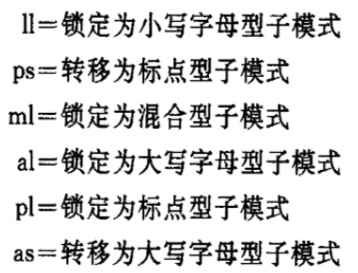 ll=锁定为小写字母型子模式
ps=转移为标点型子模式
ml=锁定为混合型子模式
al=锁定为大写字母型子模式
pl=锁定为标点型子模式
as=转移为大写字母型子模式